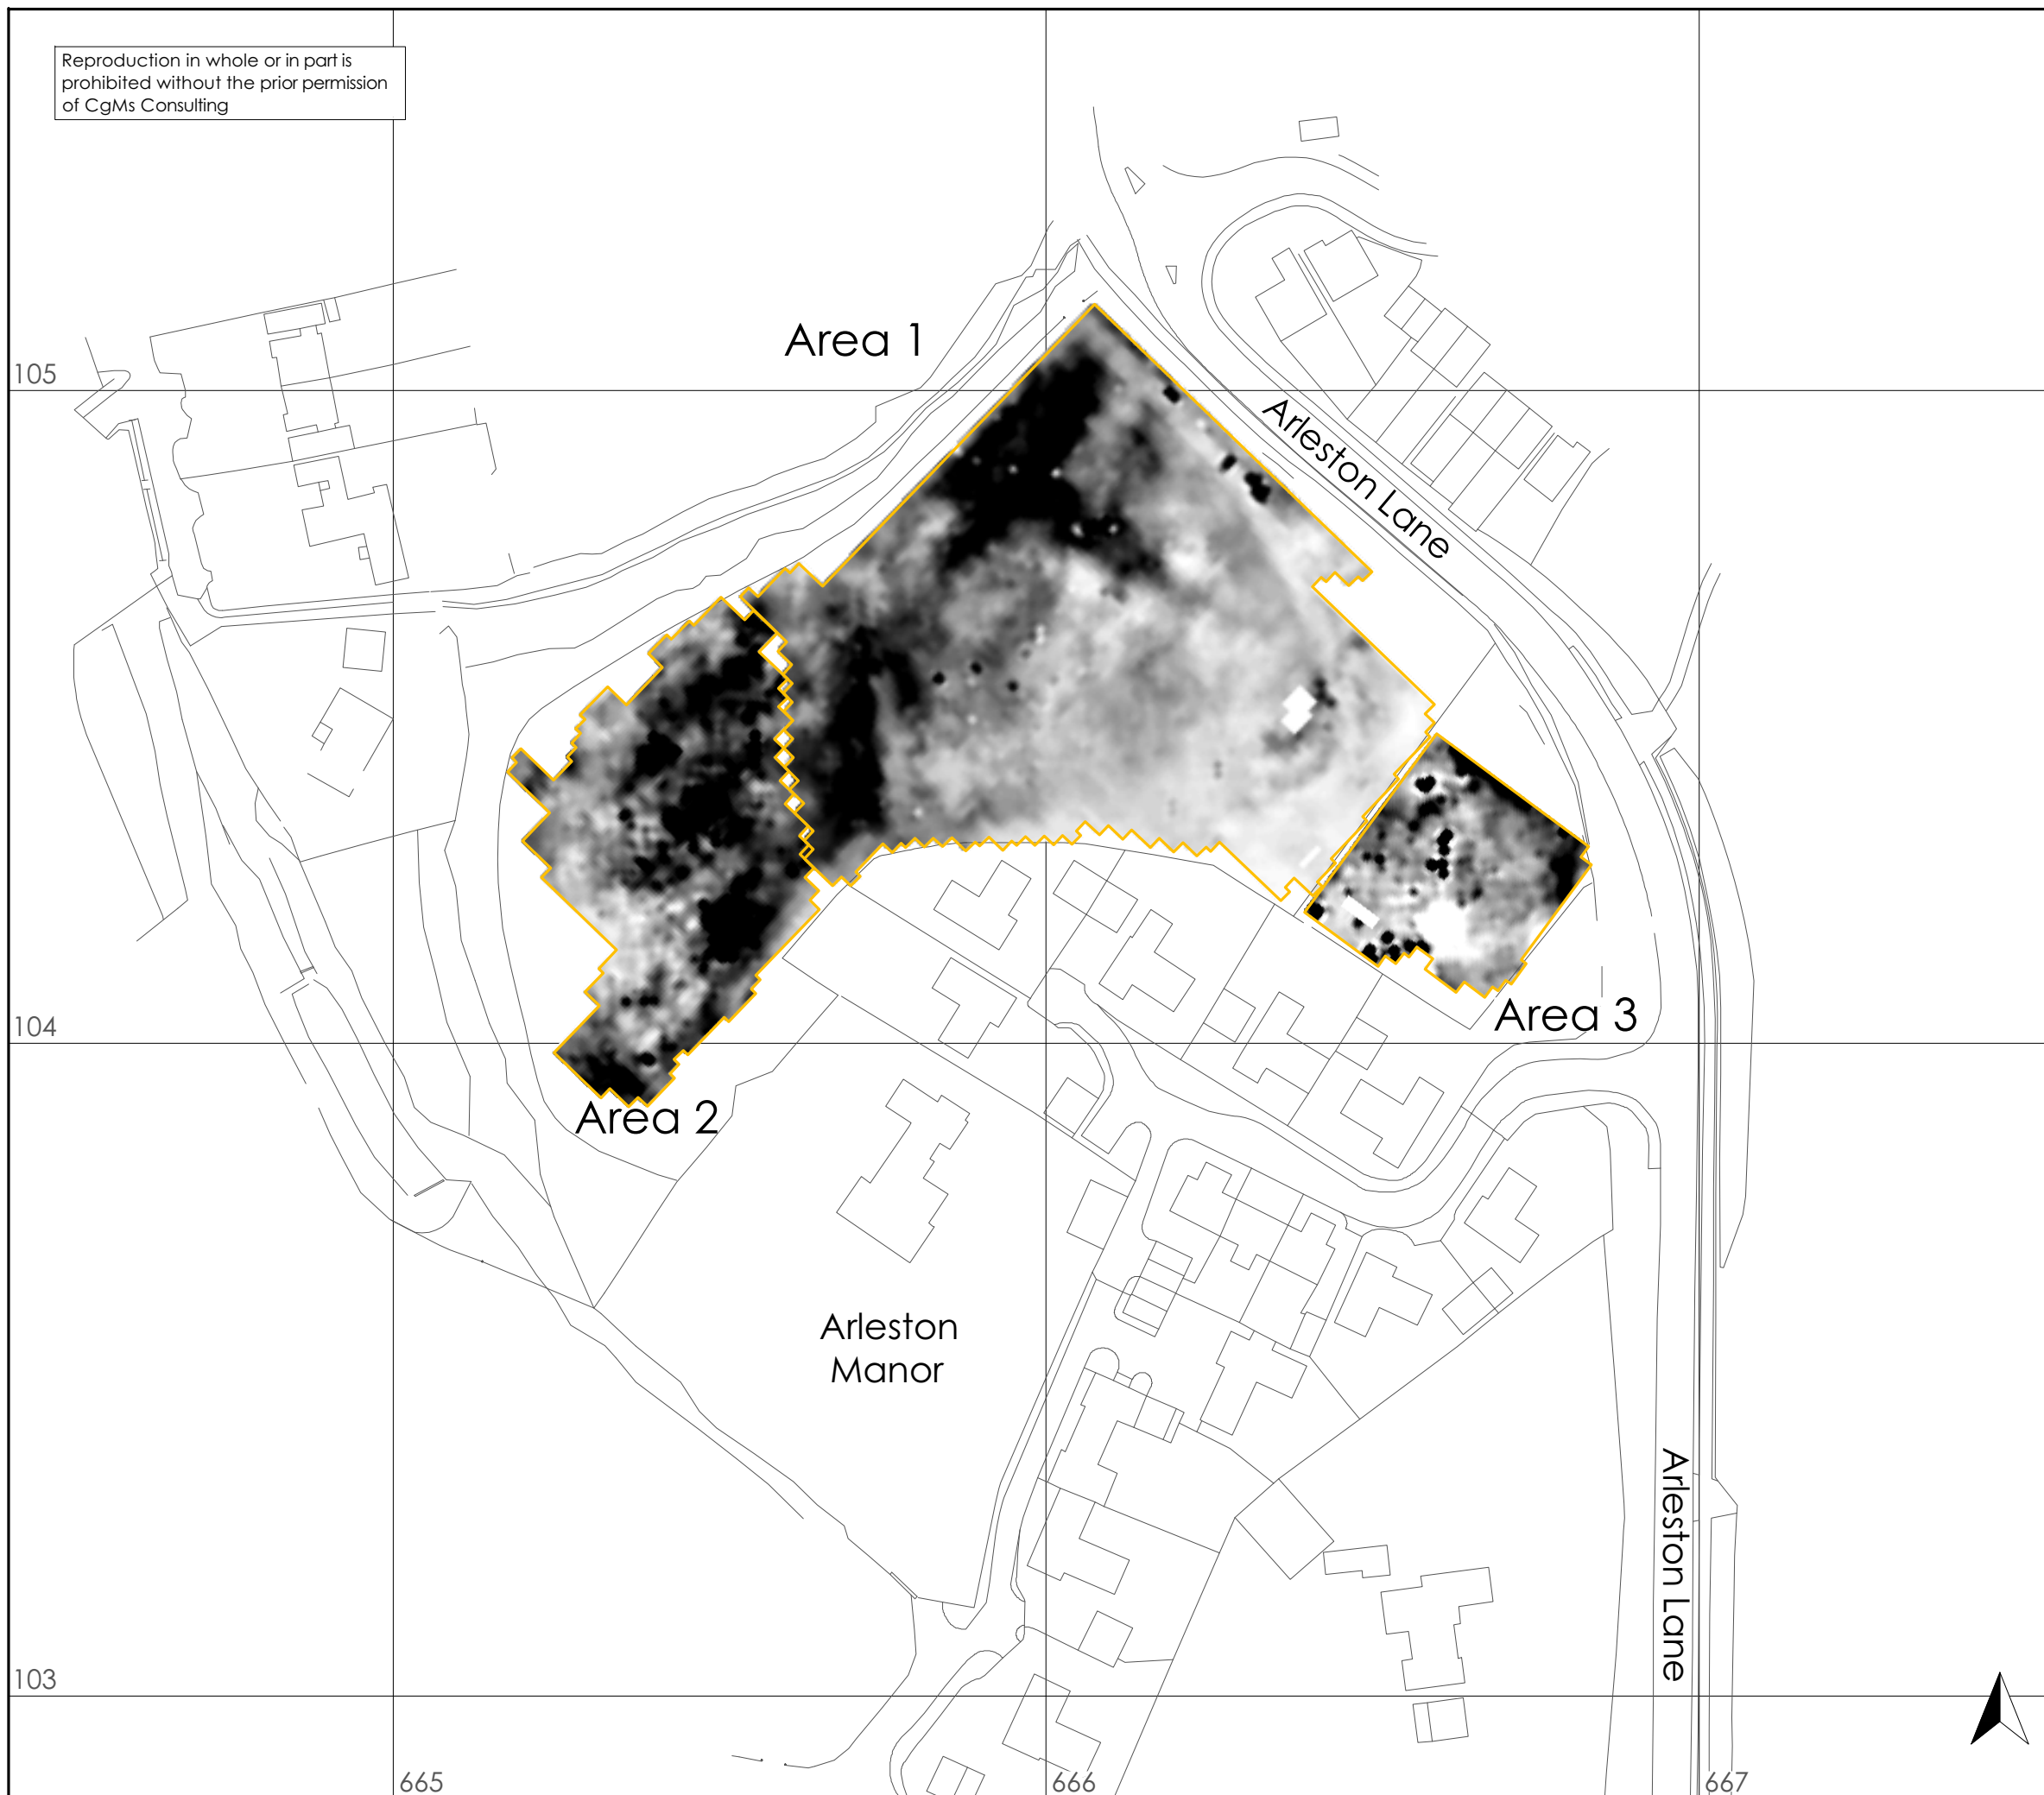 Reproduction in whole or in part is
prohibited without the prior permission
of CgMs Consulting
Area 1
105
Arleston Lane
Area 3
104
Area 2
Arleston
Manor
Arleston Lane
103
665
666
667